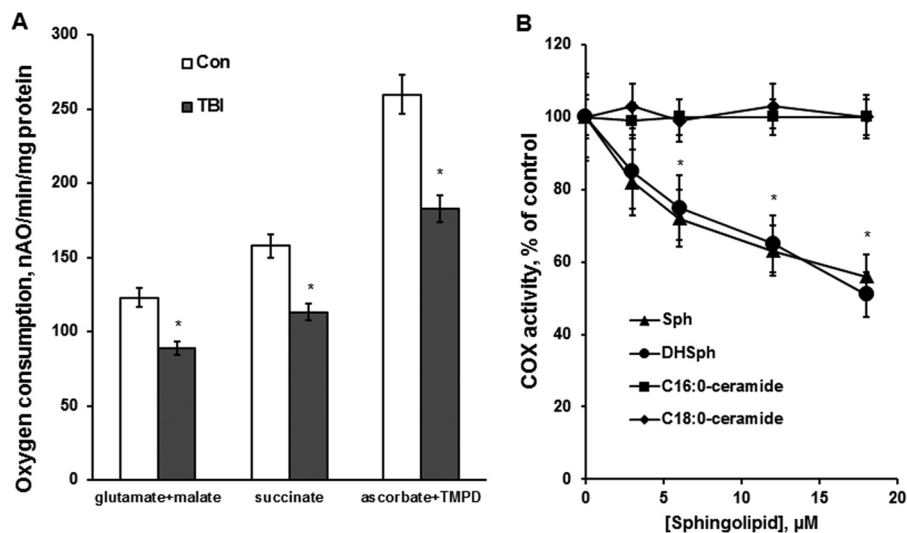 A
Oxygen consumption, nAO/min/mg protein
300
250
200
150
100
50
0
Con
TBI
*
*
*
glutamate+malate
succinate
ascorbate+TMPD
B
COX activity, % of control
120
100
80
60
40
20
0
*
*
*
Sph
DHSph
C16:0-ceramide
C18:0-ceramide
0
5
10
15
20
[Sphingolipid], µM